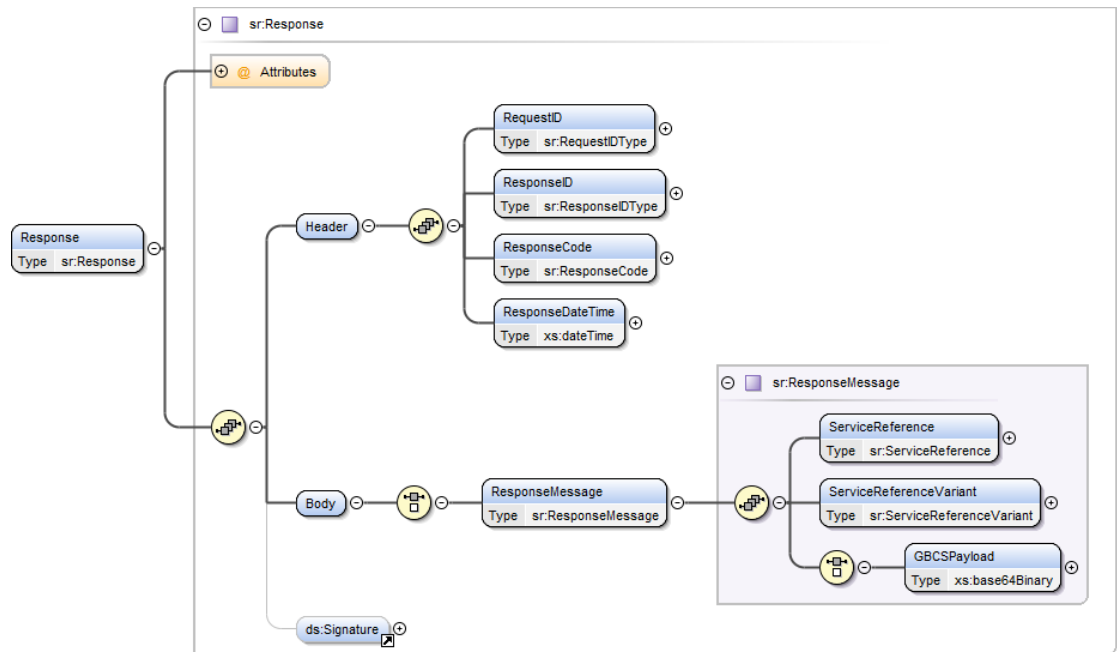 sr:Response
@ Attributes
RequestID
Type sr:RequestIDType
ResponseID
Type sr:ResponseIDType
Response
Type sr:Response
Header
ResponseCode
Type sr:ResponseCode
ResponseDateTime
Type xs:dateTime
sr:ResponseMessage
ServiceReference
Type sr:ServiceReference
Body
ResponseMessage
Type sr:ResponseMessage
ServiceReferenceVariant
Type sr:ServiceReferenceVariant
GBCSPayload
Type xs:base64Binary
ds:Signature